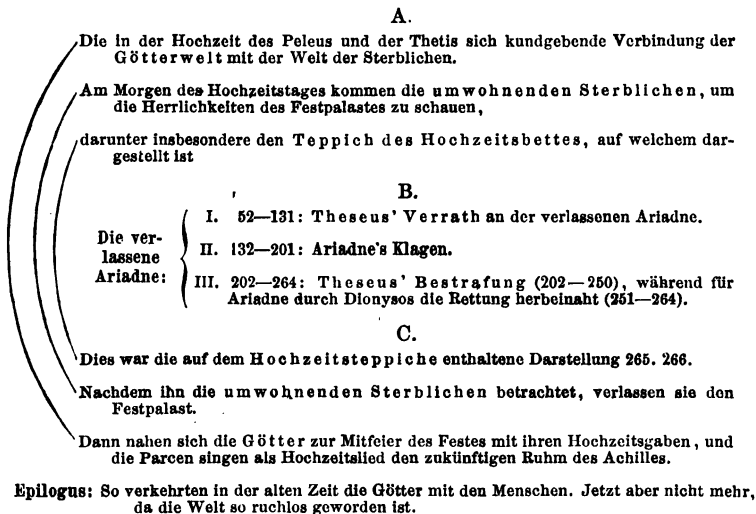 A.
Die in der Hochzeit des Peleus und der Thetis sich kundgebende Verbindung der
Götterwelt mit der Welt der Sterblichen.
Am Morgen des Hochzeitstages kommen die umwohnenden Sterblichen, um
die Herrlichkeiten des Festpalastes zu schauen,
darunter insbesondere den Teppich des Hochzeitsbettes, auf welchem dar-
gestellt ist
B.
I. 52—131: Theseus' Verrath an der verlassenen Ariadne.
Die ver-
lassene
Ariadne:
II. 132—201: Ariadne's Klagen.
III. 202—264: Theseus' Bestrafung (202—250), während für
Ariadne durch Dionysos die Rettung herbeinaht (251—264).
C.
Dies war die auf dem Hochzeitsteppiche enthaltene Darstellung 265. 266.
Nachdem ihn die umwohnenden Sterblichen betrachtet, verlassen sie den
Festpalast.
Dann nahen sich die Götter zur Mitfeier des Festes mit ihren Hochzeitsgaben, und
die Parcen singen als Hochzeitslied den zukünftigen Ruhm des Achilles.
Epilogus: So verkehrten in der alten Zeit die Götter mit den Menschen. Jetzt aber nicht mehr,
da die Welt so ruchlos geworden ist.